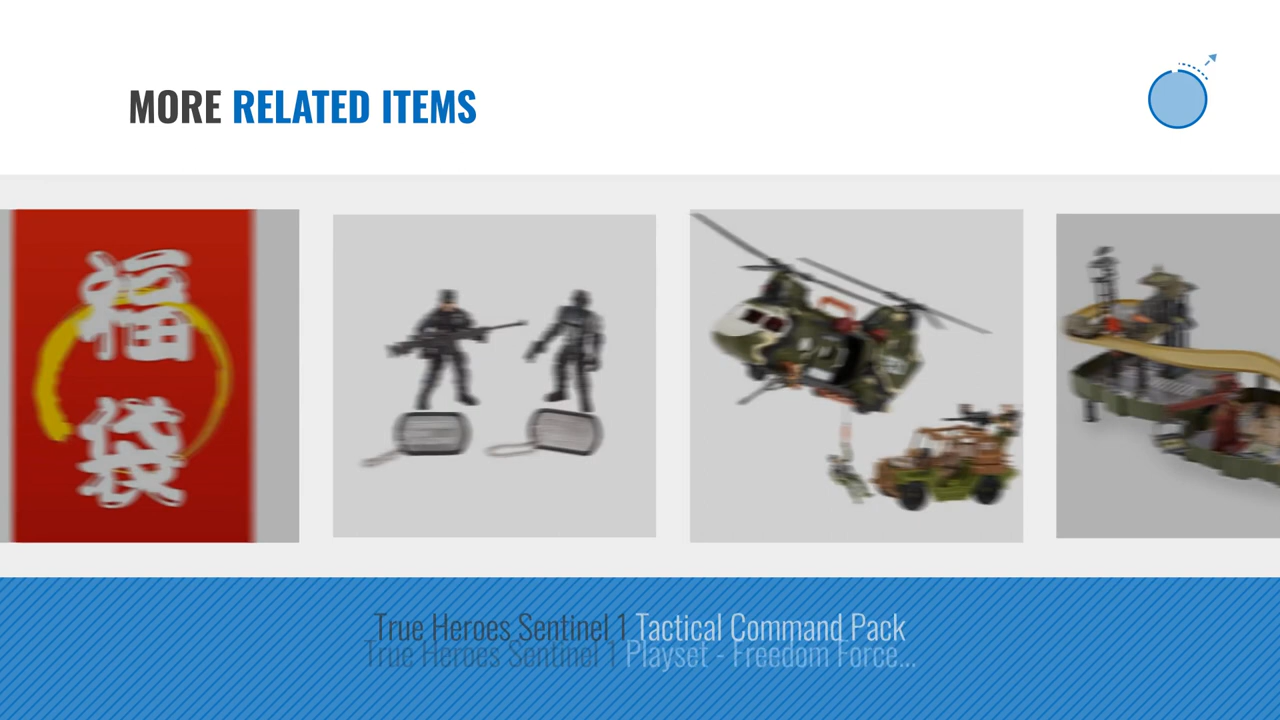 MORE RELATED ITEMS
福
袋
True Heroes Sentinel 1 Tactical Command Pack
True Heroes Sentinel 1 Playset - Freedom Force...